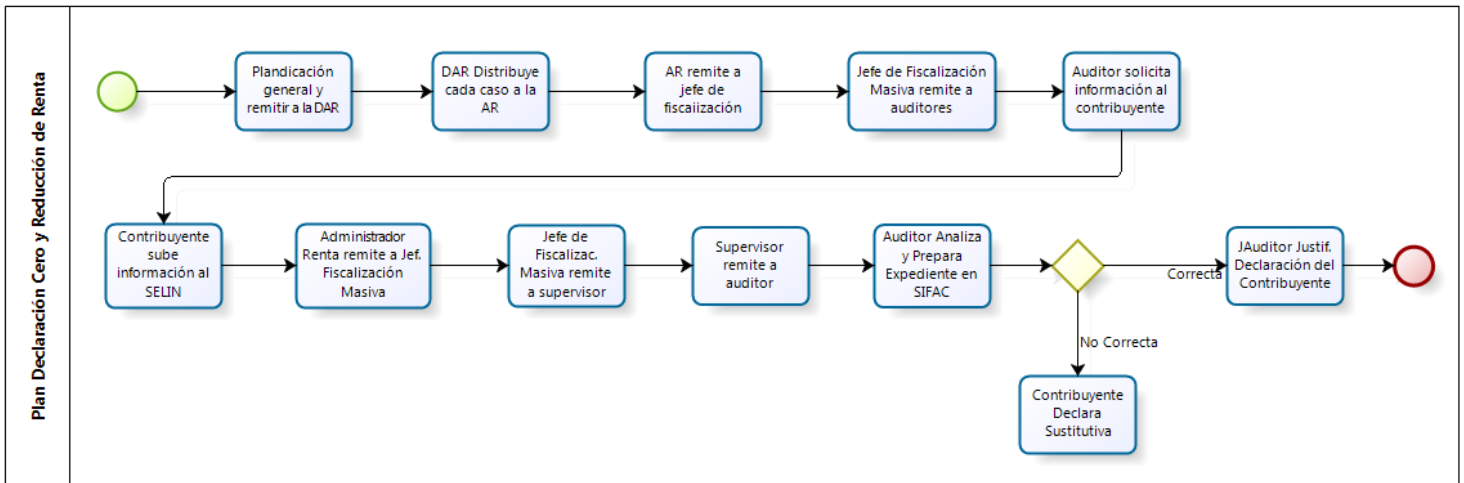 Plan Declaración Cero y Reducción de Renta
Plandicación
general y
remitir a la DAR
DAR Distribuye
cada caso a la
AR
AR remite a
jefe de
fiscaiización
Jefe de Fiscalización
Masiva remite a
auditores
Auditor solicita
información al
contribuyente
Contribuyente
sube
información al
SELIN
Administrador
Renta remite a Jef.
Fiscalización
Masiva
Jefe de
Fiscalizac.
Masiva remite
a supervisor
Supervisor
remite a
auditor
Auditor Analiza
y Prepara
Expediente en
SIFAC
Correcta
JAuditor Justif.
Declaración del
Contribuyente
No Correcta
Contribuyente
Declara
Sustitutiva